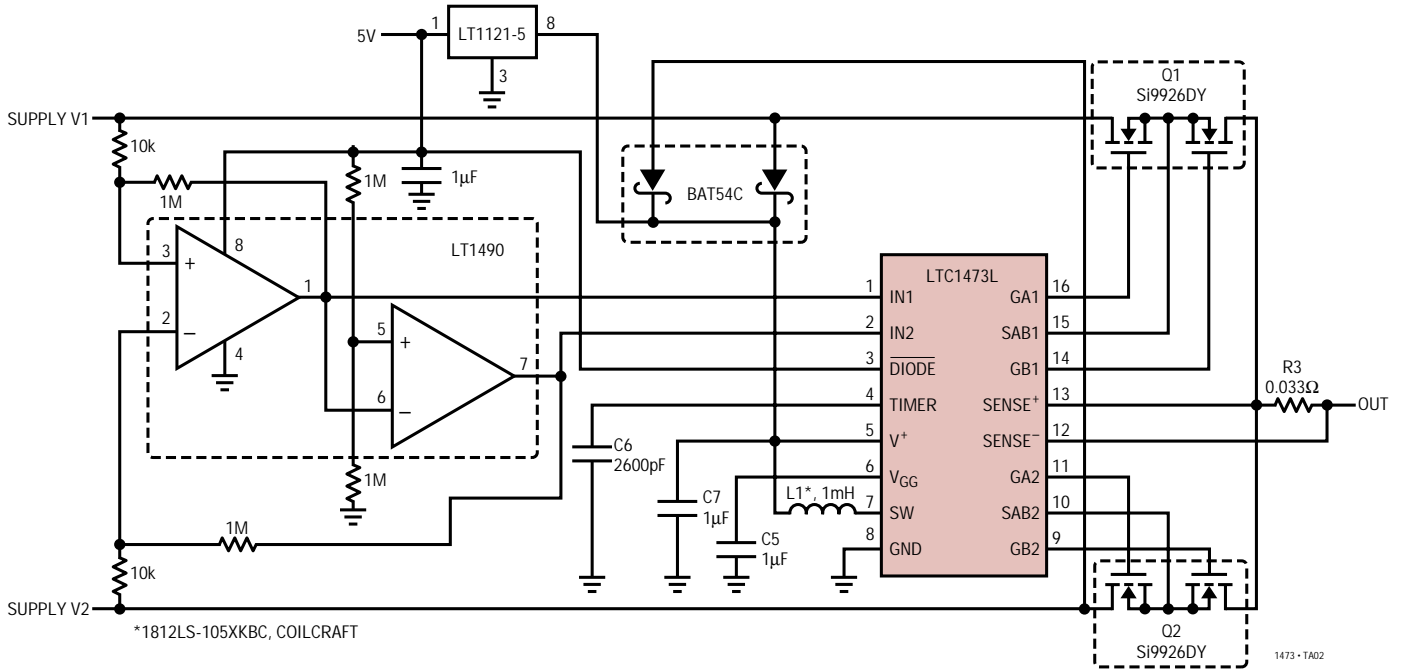 5V
1
LT1121-5
8
3
Q1
Si9926DY
SUPPLY V1
10k
1M
1M
1µF
BAT54C
LT1490
3
+
8
2
–
4
1
5
+
6
–
7
1M
1M
10k
SUPPLY V2
*1812LS-105XKBC, COILCRAFT
C6
2600pF
C7
1µF
C5
1µF
L1*, 1mH
LTC1473L
1
IN1
2
IN2
3
DIODE
4
TIMER
5
V+
6
VGG
7
SW
8
GND
GA1
16
SAB1
15
GB1
14
SENSE+
13
SENSE–
12
GA2
11
SAB2
10
GB2
9
R3
0.033Ω
OUT
Q2
Si9926DY
1473 • TA02